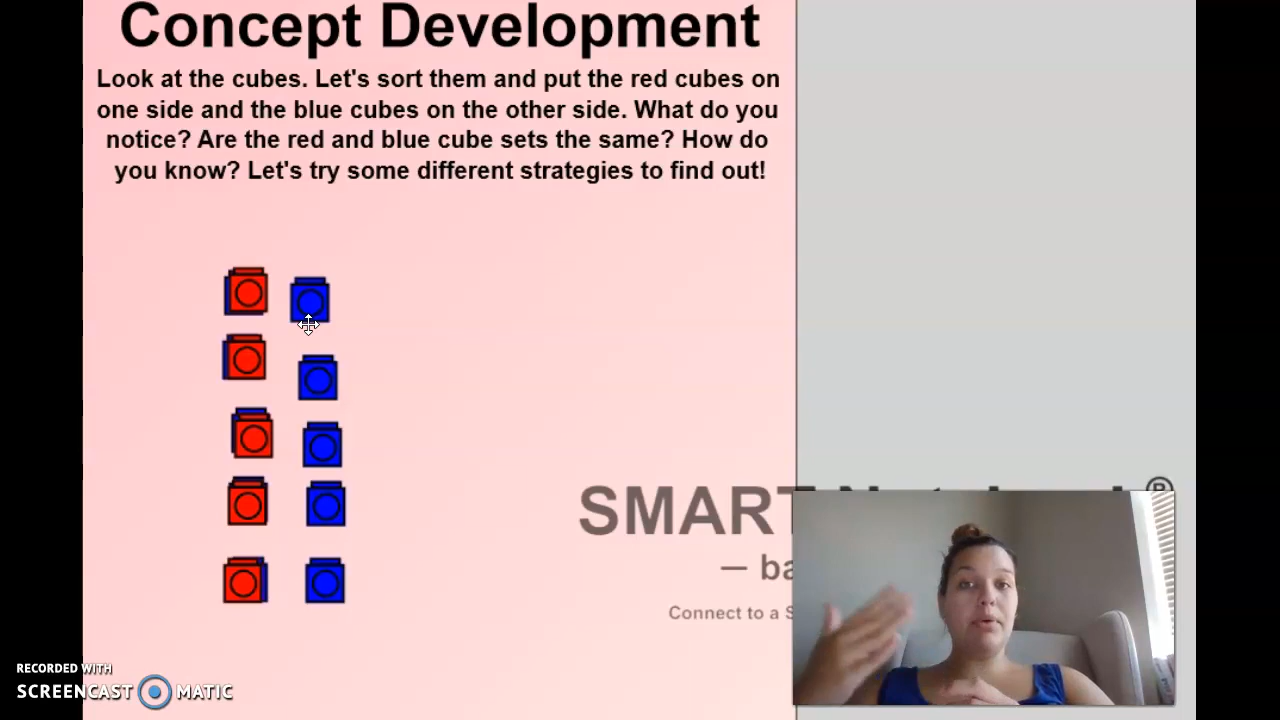 Concept Development
Look at the cubes. Let's sort them and put the red cubes on
one side and the blue cubes on the other side. What do you
notice? Are the red and blue cube sets the same? How do
you know? Let's try some different strategies to find out!
SMART
®
Connect to a
RECORDED WITH
SCREENCAST MATIC